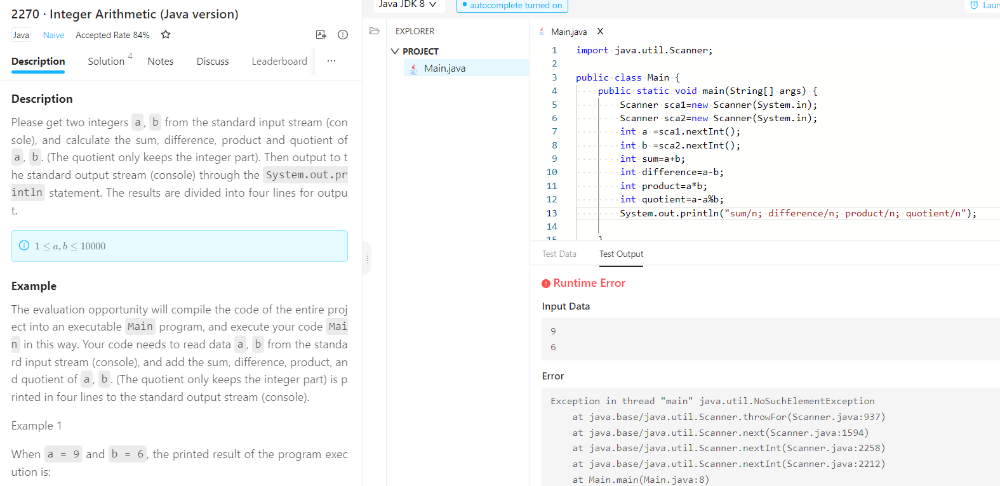 2270 · Integer Arithmetic (Java version)
Java Naive Accepted Rate 84%
Description Solution 4 Notes Discuss Leaderboard ...
Description
Please get two integers a, b from the standard input stream (con
sole), and calculate the sum, difference, product and quotient of
a, b. (The quotient only keeps the integer part). Then output to t
he standard output stream (console) through the System.out.pr
intln statement. The results are divided into four lines for outpu
t.
1 ≤ a, b ≤ 10000
Example
The evaluation opportunity will compile the code of the entire proj
ect into an executable Main program, and execute your code Mai
n in this way. Your code needs to read data a, b from the standa
rd input stream (console), and add the sum, difference, product, an
d quotient of a, b. (The quotient only keeps the integer part) is p
rinted in four lines to the standard output stream (console).
Example 1
When a = 9 and b = 6, the printed result of the program exec
ution is:
Java JDK 8 autocomplete turned on
EXPLORER
PROJECT
Main.java
Main.java X
1 import java.util.Scanner;
2
3 public class Main {
4 public static void main(String[] args) {
5 Scanner sca1=new Scanner(System.in);
6 Scanner sca2=new Scanner(System.in);
7 int a =sca1.nextInt();
8 int b =sca2.nextInt();
9 int sum=a+b;
10 int difference=a-b;
11 int product=a*b;
12 int quotient=a-a%b;
13 System.out.println("sum/n; difference/n; product/n; quotient/n");
14
15 }
Test Data Test Output
Runtime Error
Input Data
9
6
Error
Exception in thread "main" java.util.NoSuchElementException
at java.base/java.util.Scanner.throwFor(Scanner.java:937)
at java.base/java.util.Scanner.next(Scanner.java:1594)
at java.base/java.util.Scanner.nextInt(Scanner.java:2258)
at java.base/java.util.Scanner.nextInt(Scanner.java:2212)
at Main.main(Main.java:8)